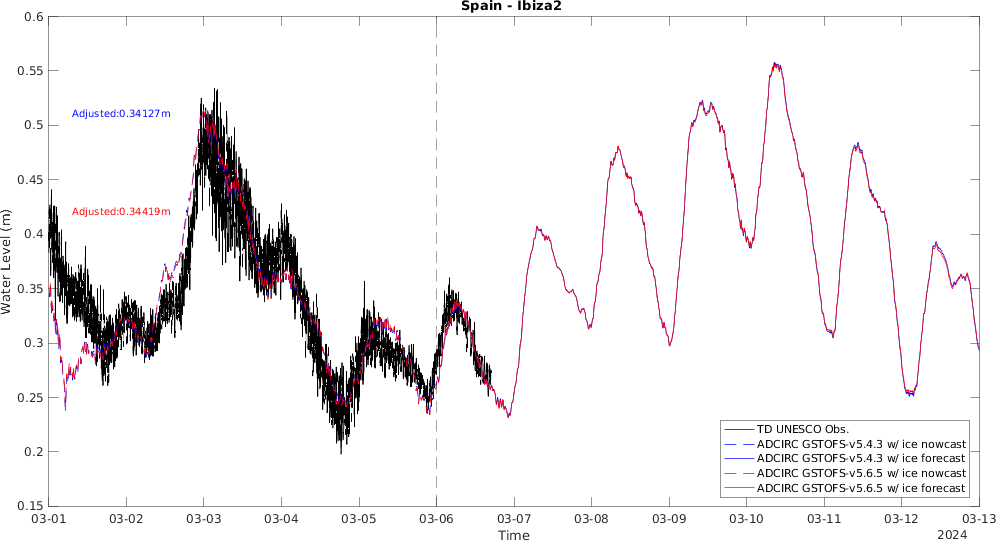 Spain - Ibiza2
0.6
0.55
0.5
0.45
0.4
0.35
0.3
0.25
0.2
0.15
Water Level (m)
Adjusted:0.34127m
Adjusted:0.34419m
TD UNESCO Obs.
ADCIRC GSTOFS-v5.4.3 w/ ice nowcast
ADCIRC GSTOFS-v5.4.3 w/ ice forecast
ADCIRC GSTOFS-v5.6.5 w/ ice nowcast
ADCIRC GSTOFS-v5.6.5 w/ ice forecast
03-01 03-02 03-03 03-04 03-05 03-06 03-07 03-08 03-09 03-10 03-11 03-12 03-13
Time
2024